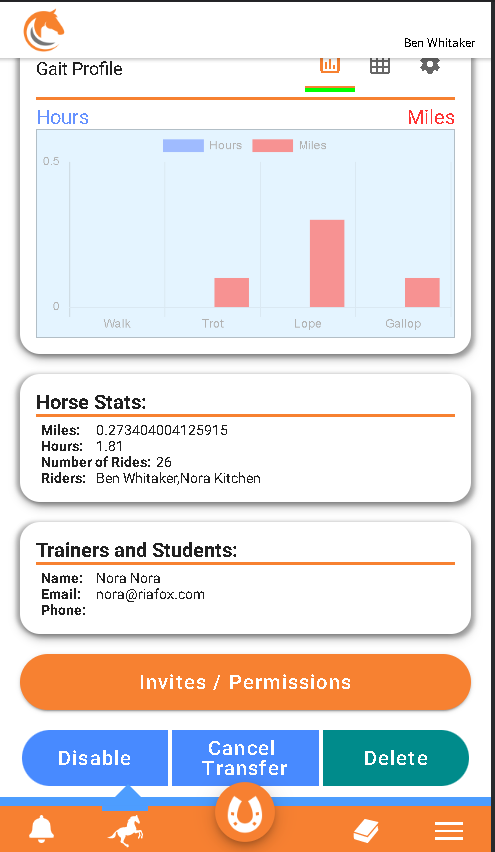 Ben Whitaker
Gait Profile
Hours Miles
Hours Miles
0.5
0
Walk Trot Lope Gallop
Horse Stats:
Miles: 0.273404004125915
Hours: 1.81
Number of Rides: 26
Riders: Ben Whitaker,Nora Kitchen
Trainers and Students:
Name: Nora Nora
Email: nora@riafox.com
Phone:
Invites / Permissions
Disable
Cancel
Transfer
Delete